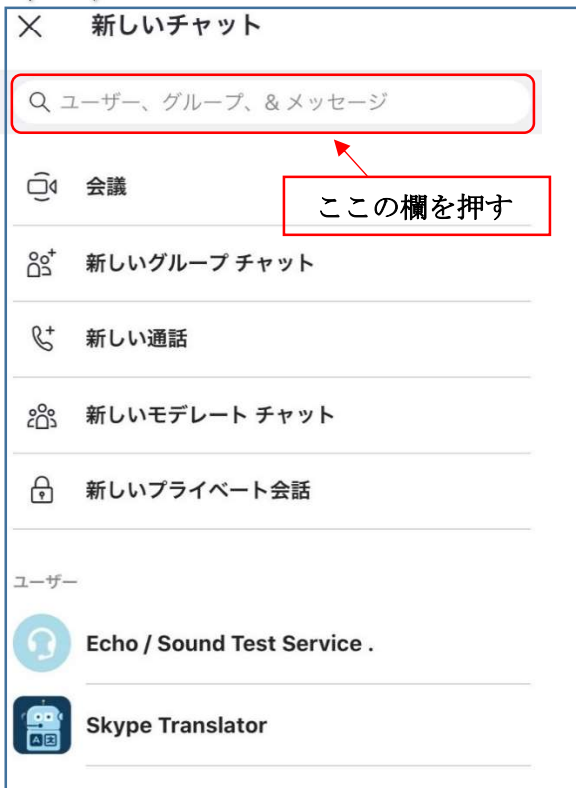 新しいチャット
ユーザー、グループ、& メッセージ
会議
ここの欄を押す
新しいグループ チャット
新しい通話
新しいモデレート チャット
新しいプライベート会話
ユーザー
Echo / Sound Test Service .
Skype Translator